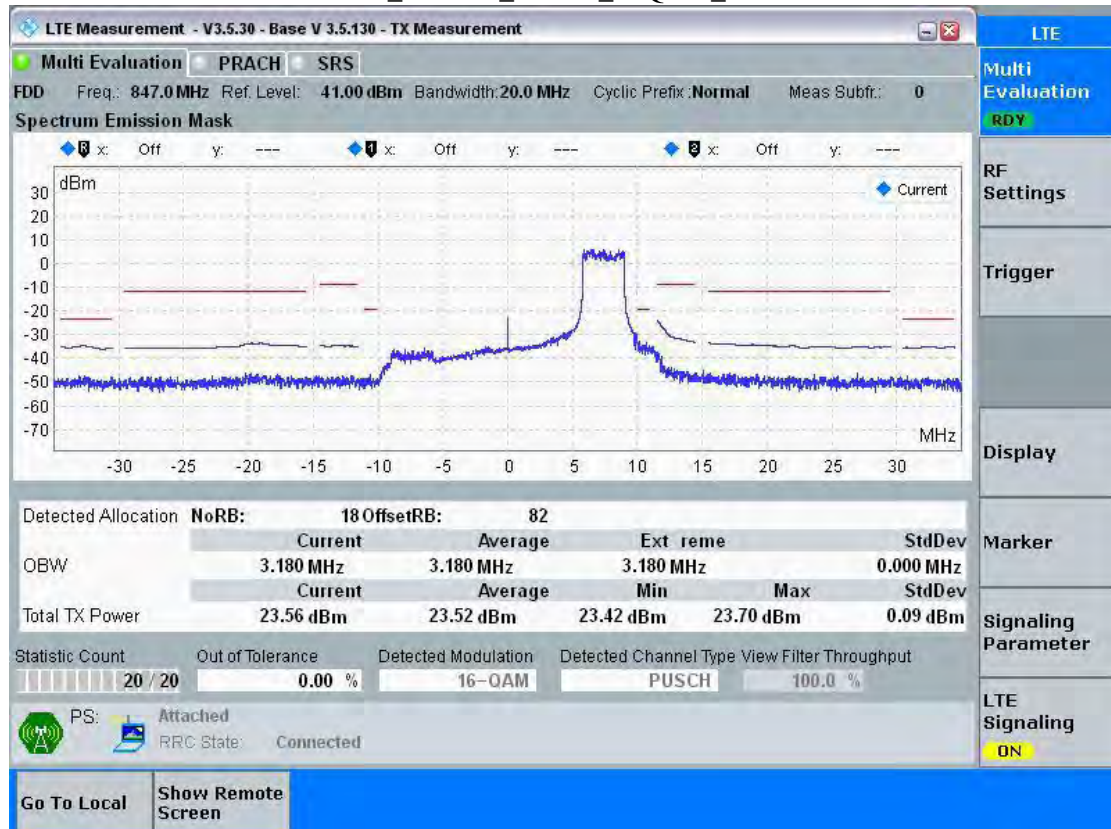 LTE Measurement - V3.5.30 - Base V 3.5.130 - TX Measurement
LTE
Multi Evaluation PRACH SRS
Multi Evaluation
RDY
FDD Freq.: 847.0 MHz Ref. Level: 41.00 dBm Bandwidth: 20.0 MHz Cyclic Prefix : Normal Meas Subfr.: 0
Spectrum Emission Mask
R x: Off y: --- 1 x: Off y: --- 2 x: Off y: ---
dBm
Current
30
20
10
0
-10
-20
-30
-40
-50
-60
-70
MHz
-30 -25 -20 -15 -10 -5 0 5 10 15 20 25 30
RF Settings
Trigger
Display
Marker
Signaling Parameter
LTE Signaling
ON
Detected Allocation NoRB: 18 OffsetRB: 82
Current Average Ext reme StdDev
OBW 3.180 MHz 3.180 MHz 3.180 MHz 0.000 MHz
Current Average Min Max StdDev
Total TX Power 23.56 dBm 23.52 dBm 23.42 dBm 23.70 dBm 0.09 dBm
Statistic Count Out of Tolerance Detected Modulation Detected Channel Type View Filter Throughput
20 / 20 0.00 % 16-QAM PUSCH 100.0 %
PS: Attached
RRC State: Connected
Go To Local
Show Remote Screen